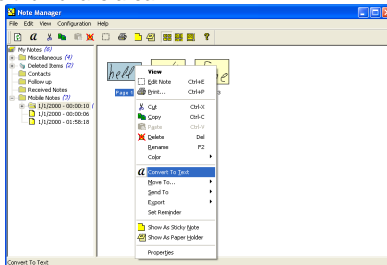 Note Manager
File Edit View Configuration Help
My Notes (6)
Miscellaneous (4)
Deleted Items (2)
Contacts
Follow up
Received Notes
Mobile Notes (3)
1/1/2000 - 00:00:10
1/1/2000 - 00:00:06
1/1/2000 - 01:58:18
Page 1
View
Edit Note Ctrl+E
Print... Ctrl+P
Cut Ctrl-X
Copy Ctrl-C
Paste Ctrl-V
Delete Del
Rename F2
Color
Convert To Text
Move To...
Send To
Export
Set Reminder
Show As Sticky Note
Show As Paper Holder
Properties
Convert To Text